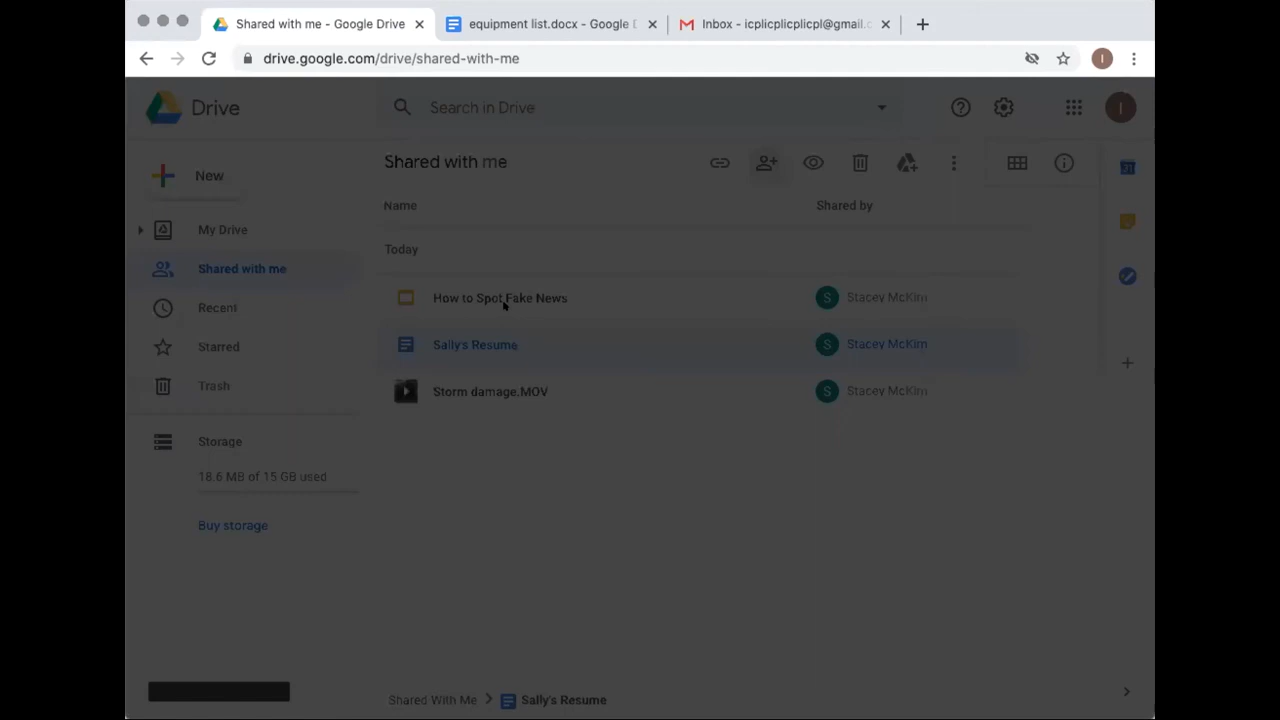 Shared with me - Google Drive
equipment list.docx - Google D
Inbox - icplicplicplicpl@gmail.c
drive.google.com/drive/shared-with-me
I
Drive
Search in Drive
I
New
My Drive
Shared with me
Recent
Starred
Trash
Storage
18.6 MB of 15 GB used
Buy storage
Shared with me
31
Name
Shared by
Today
How to Spot Fake News
S Stacey McKim
Sally's Resume
S Stacey McKim
Storm damage.MOV
S Stacey McKim
Shared With Me > Sally's Resume